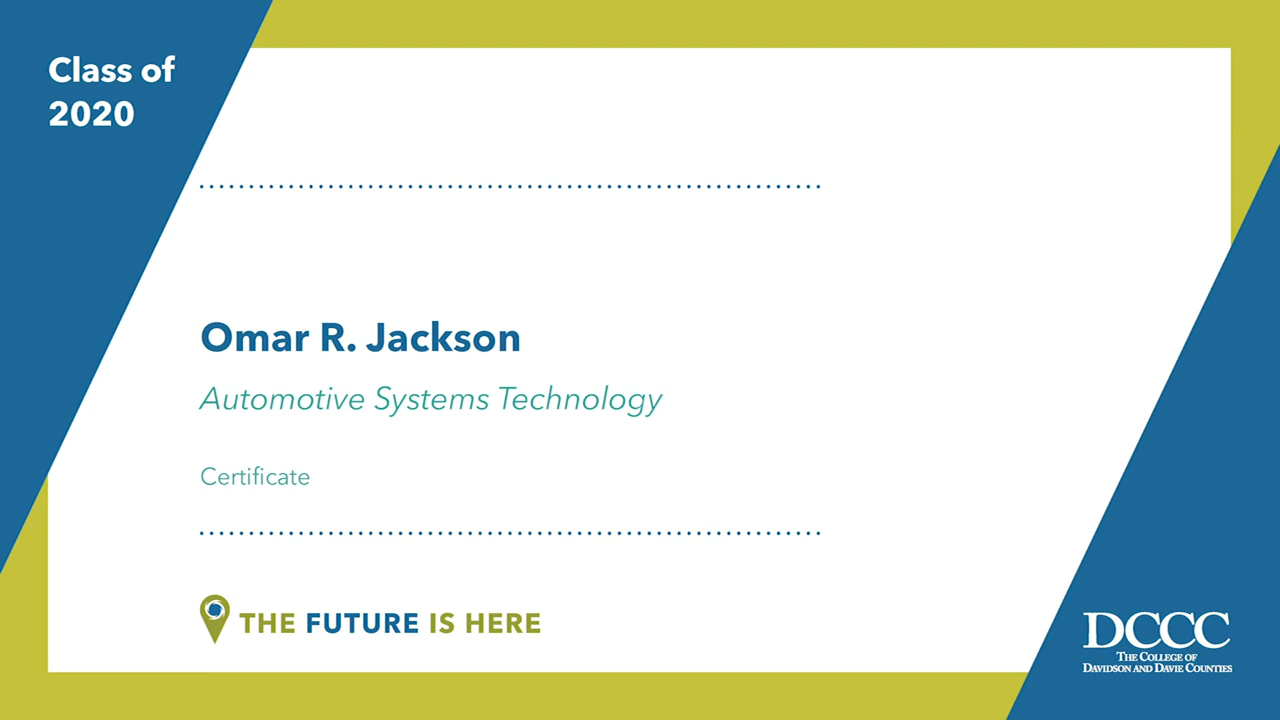 Class of
2020
Omar R. Jackson
Automotive Systems Technology
Certificate
THE FUTURE IS HERE
DCCC
THE COLLEGE OF
DAVIDSON AND DAVIE COUNTIES